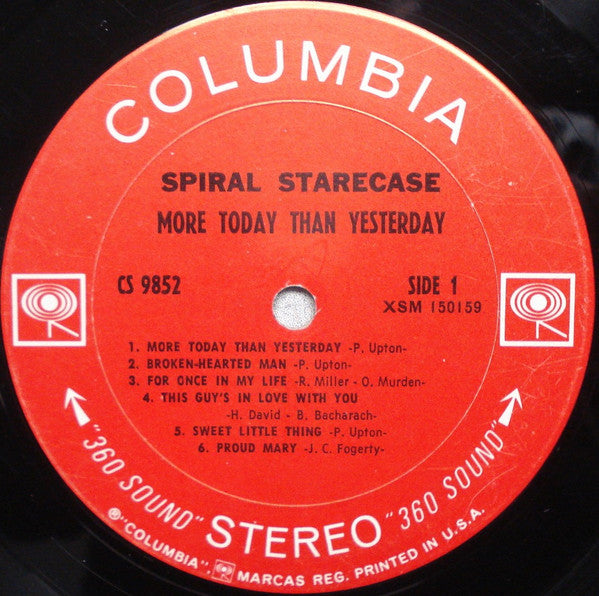 COLUMBIA
SPIRAL STARECASE
MORE TODAY THAN YESTERDAY
CS 9852
SIDE 1
XSM 150159
1. MORE TODAY THAN YESTERDAY -P. Upton-
2. BROKEN-HEARTED MAN -P. Upton-
3. FOR ONCE IN MY LIFE -R. Miller - O. Murden-
4. THIS GUY'S IN LOVE WITH YOU
-H. David - B. Bacharach-
5. SWEET LITTLE THING -P. Upton-
6. PROUD MARY -J. C. Fogerty-
"360 SOUND" STEREO "360 SOUND"
®"COLUMBIA", MARCAS REG. PRINTED IN U.S.A.